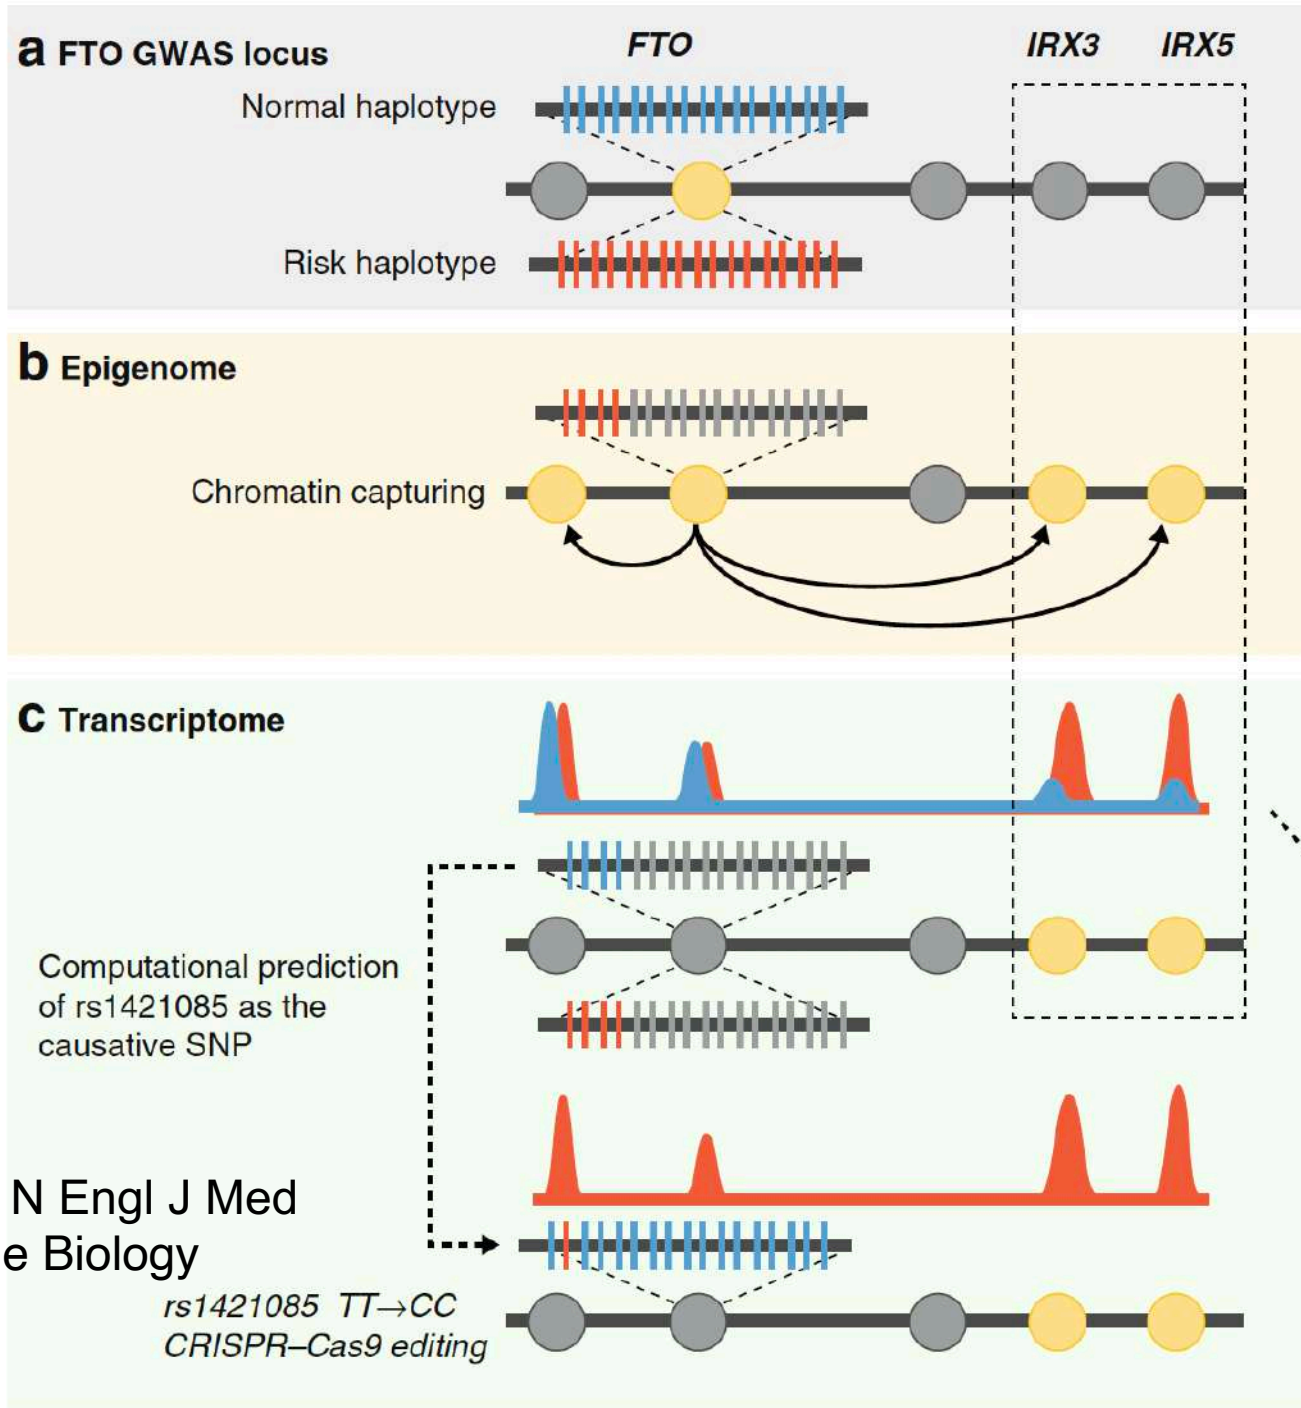 a FTO GWAS locus
FTO
IRX3
IRX5
Normal haplotype
Risk haplotype
b Epigenome
Chromatin capturing
c Transcriptome
Computational prediction
of rs1421085 as the
causative SNP
N Engl J Med
e Biology
rs1421085 TT→CC
CRISPR–Cas9 editing